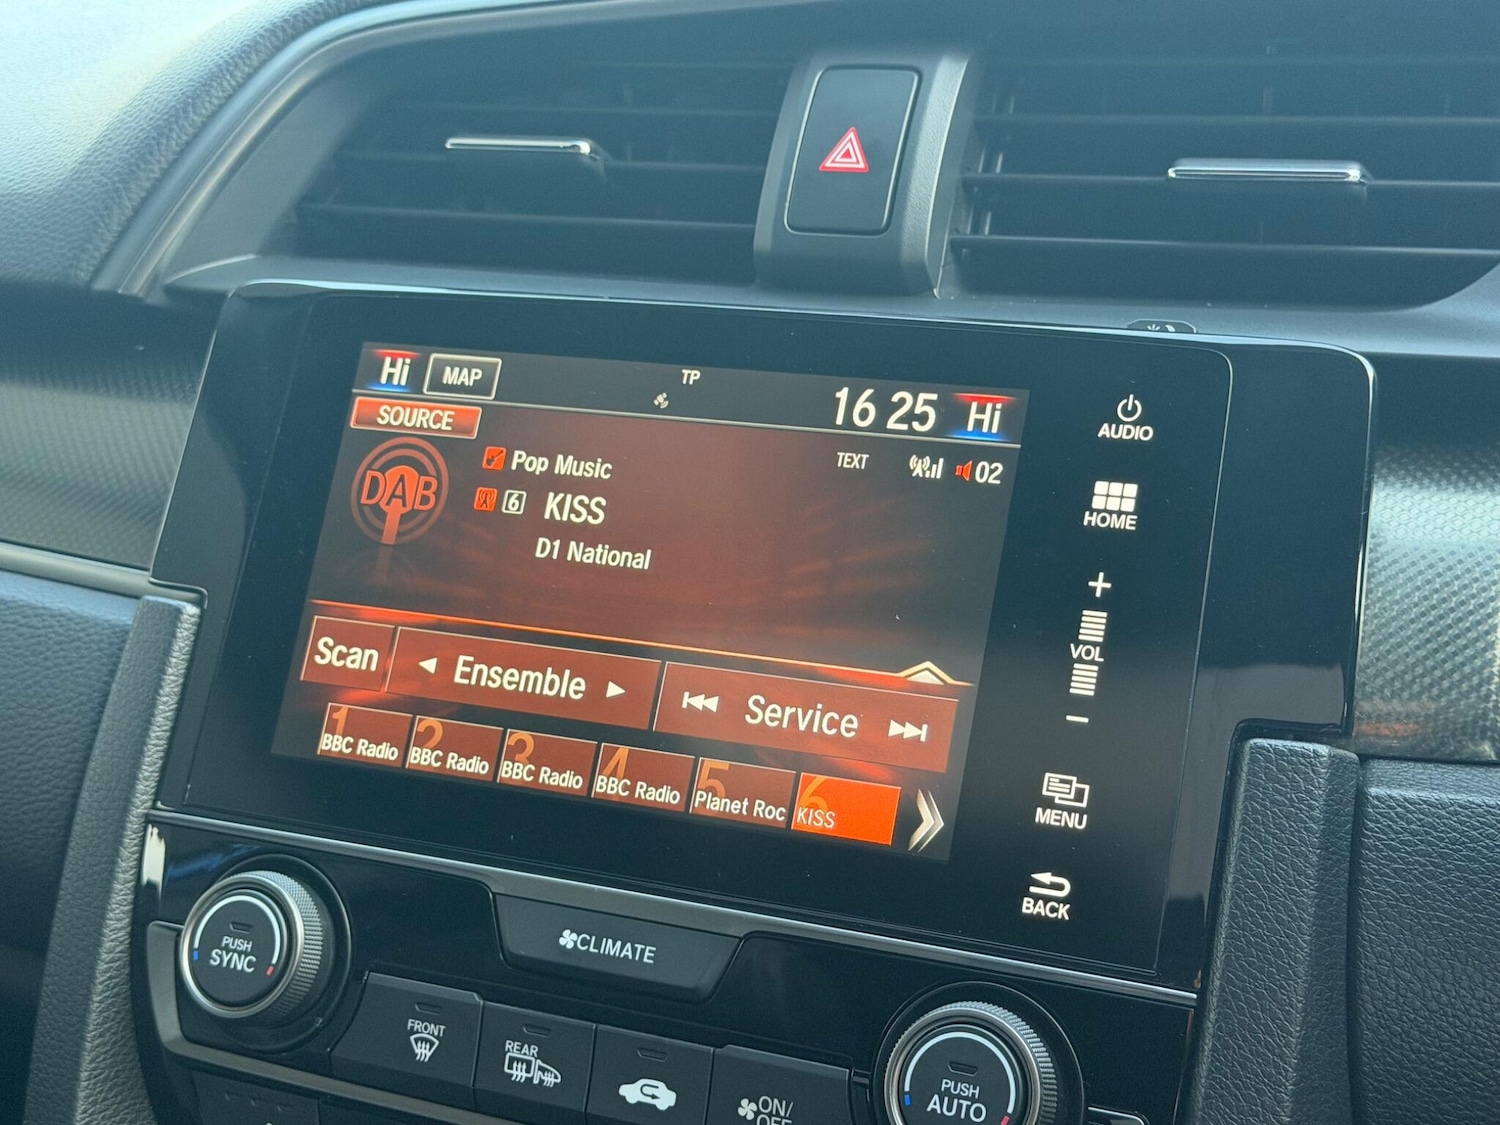 Hi MAP TP 16 25 Hi
SOURCE
DAB
Pop Music TEXT 02
6 KISS
D1 National
Scan Ensemble Service
1 BBC Radio
2 BBC Radio
3 BBC Radio
4 BBC Radio
5 Planet Roc
6 KISS
AUDIO
HOME
+
VOL
-
MENU
BACK
CLIMATE
PUSH
SYNC
FRONT
REAR
ON/
OFF
PUSH
AUTO